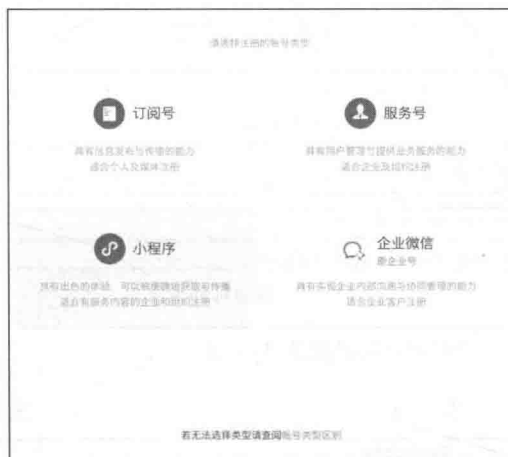 请选择注册的帐号类型
订阅号
具有信息发布与传播的能力
适合个人及媒体注册
服务号
具有用户管理与提供业务服务的能力
适合企业及组织注册
小程序
具有出色的体验，可以被便捷地获取与传播
适合有服务内容的企业和组织注册
企业微信
原企业号
具有实现企业内部沟通与协同管理的能力
适合企业客户注册
若无法选择类型请查阅帐号类型区别